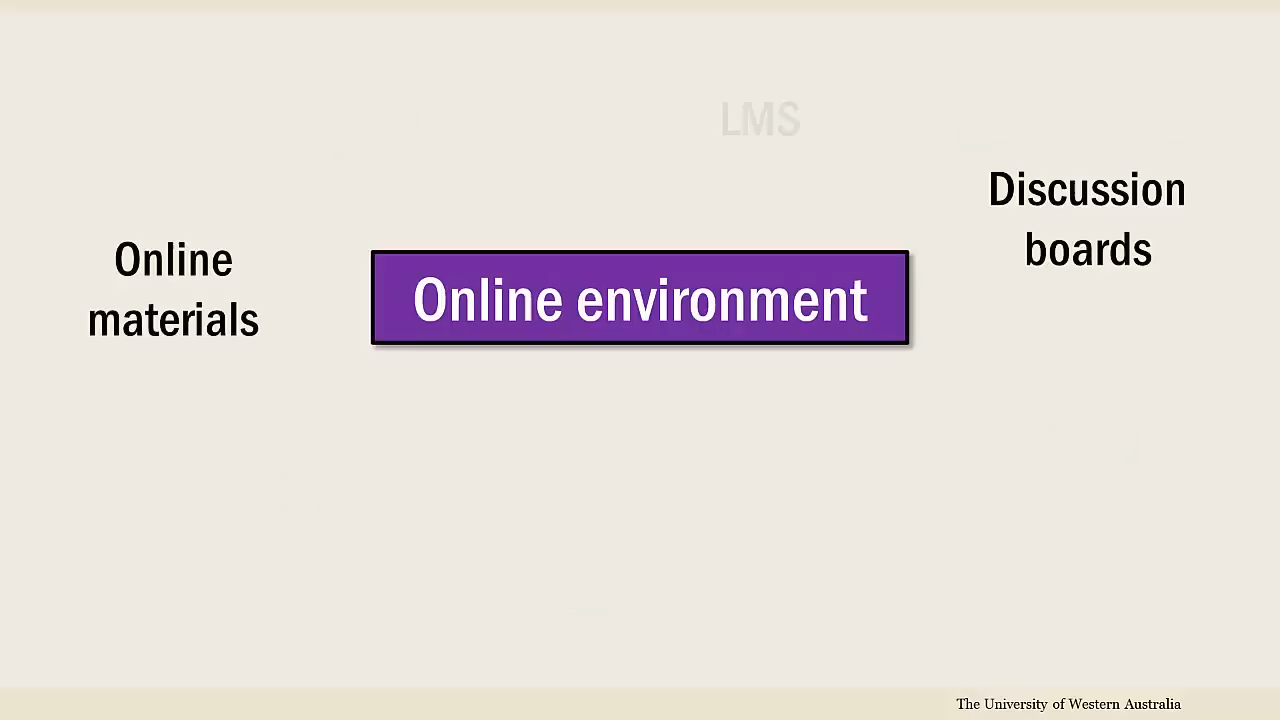 LMS
Discussion
boards
Online
materials
Online environment
The University of Western Australia